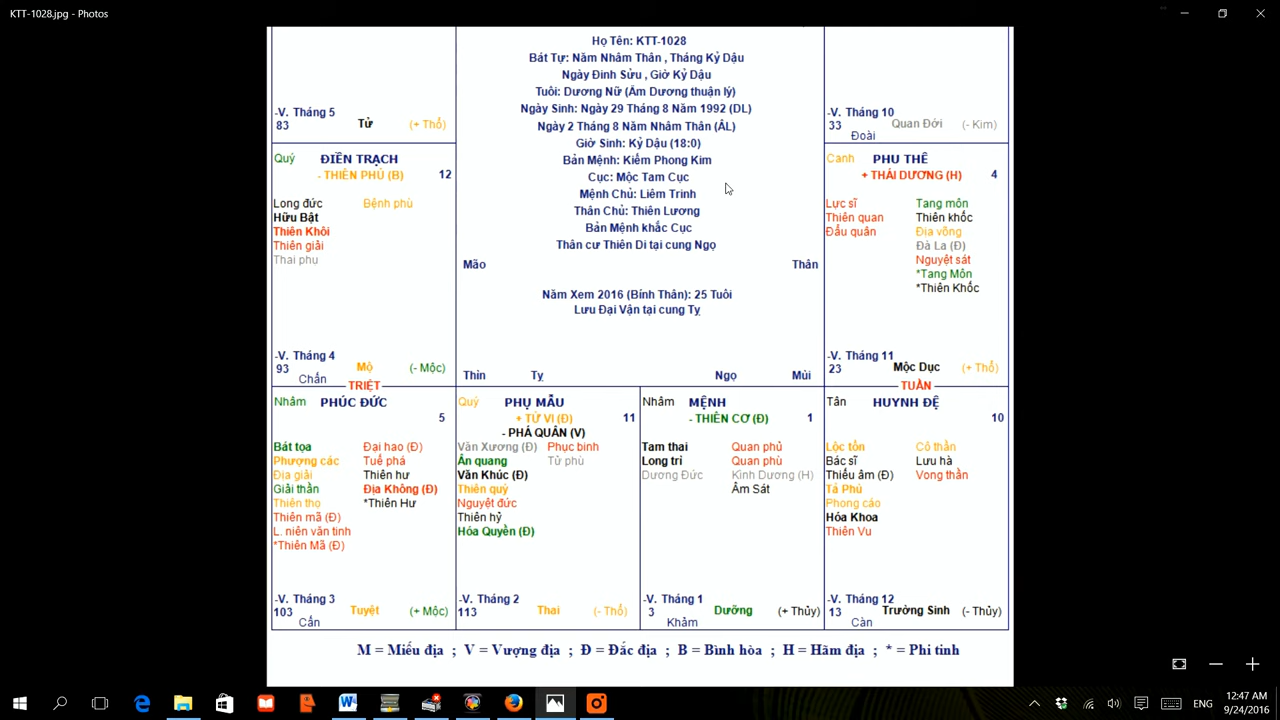 KTT-1028.jpg - Photos
Họ Tên: KTT-1028
Bát Tự: Năm Nhâm Thân , Tháng Kỷ Dậu
Ngày Đinh Sửu , Giờ Kỷ Dậu
Tuổi: Dương Nữ (Âm Dương thuận lý)
Ngày Sinh: Ngày 29 Tháng 8 Năm 1992 (DL)
Ngày 2 Tháng 8 Năm Nhâm Thân (ÂL)
Giờ Sinh: Kỷ Dậu (18:0)
Bản Mệnh: Kiếm Phong Kim
Cục: Mộc Tam Cục
Mệnh Chủ: Liêm Trinh
Thân Chủ: Thiên Lương
Bản Mệnh khắc Cục
Thân cư Thiên Di tại cung Ngọ
Mão Thân
Năm Xem 2016 (Bính Thân): 25 Tuổi
Lưu Đại Vận tại cung Tỵ
Thìn Tỵ Ngọ Mùi
-V. Tháng 5
83 Tử (+ Thổ)
-V. Tháng 10
33 Quan Đới (- Kim)
Đoài
Quý ĐIỀN TRẠCH
- THIÊN PHỦ (B) 12
Long đức Bệnh phù
Hữu Bật
Thiên Khôi
Thiên giải
Thai phụ
-V. Tháng 4
93 Mộ (- Mộc)
Chấn
TRIỆT
Canh PHU THÊ
+ THÁI DƯƠNG (H) 4
Lực sĩ Tang môn
Thiên quan Thiên khốc
Đẩu quân Địa võng
Đà La (Đ)
Nguyệt sát
*Tang Môn
*Thiên Khốc
-V. Tháng 11
23 Mộc Dục (+ Thổ)
TUẦN
Nhâm PHÚC ĐỨC
5
Bát tọa Đại hao (Đ)
Phượng các Tuế phá
Địa giải Thiên hư
Giải thần Địa Không (Đ)
Thiên thọ *Thiên Hư
Thiên mã (Đ)
L. niên văn tinh
*Thiên Mã (Đ)
-V. Tháng 3
103 Tuyệt (+ Mộc)
Cấn
Quý PHỤ MẪU
+ TỬ VI (Đ) 11
- PHÁ QUÂN (V)
Văn Xương (Đ) Phục binh
Ân quang Tử phù
Văn Khúc (Đ)
Thiên quý
Nguyệt đức
Thiên hỷ
Hóa Quyền (Đ)
-V. Tháng 2
113 Thai (- Thổ)
Nhâm MỆNH
- THIÊN CƠ (Đ) 1
Tam thai Quan phủ
Long trì Quan phù
Dương Đức Kình Dương (H)
Âm Sát
-V. Tháng 1
3 Dưỡng (+ Thủy)
Khảm
Tân HUYNH ĐỆ
10
Lộc tồn Cô thần
Bác sĩ Lưu hà
Thiếu âm (Đ) Vong thần
Tả Phù
Phong cáo
Hóa Khoa
Thiên Vu
-V. Tháng 12
13 Trường Sinh (- Thủy)
Càn
M = Miếu địa ; V = Vượng địa ; Đ = Đắc địa ; B = Bình hòa ; H = Hãm địa ; * = Phi tinh
ENG
12:47 AM
9/24/2016